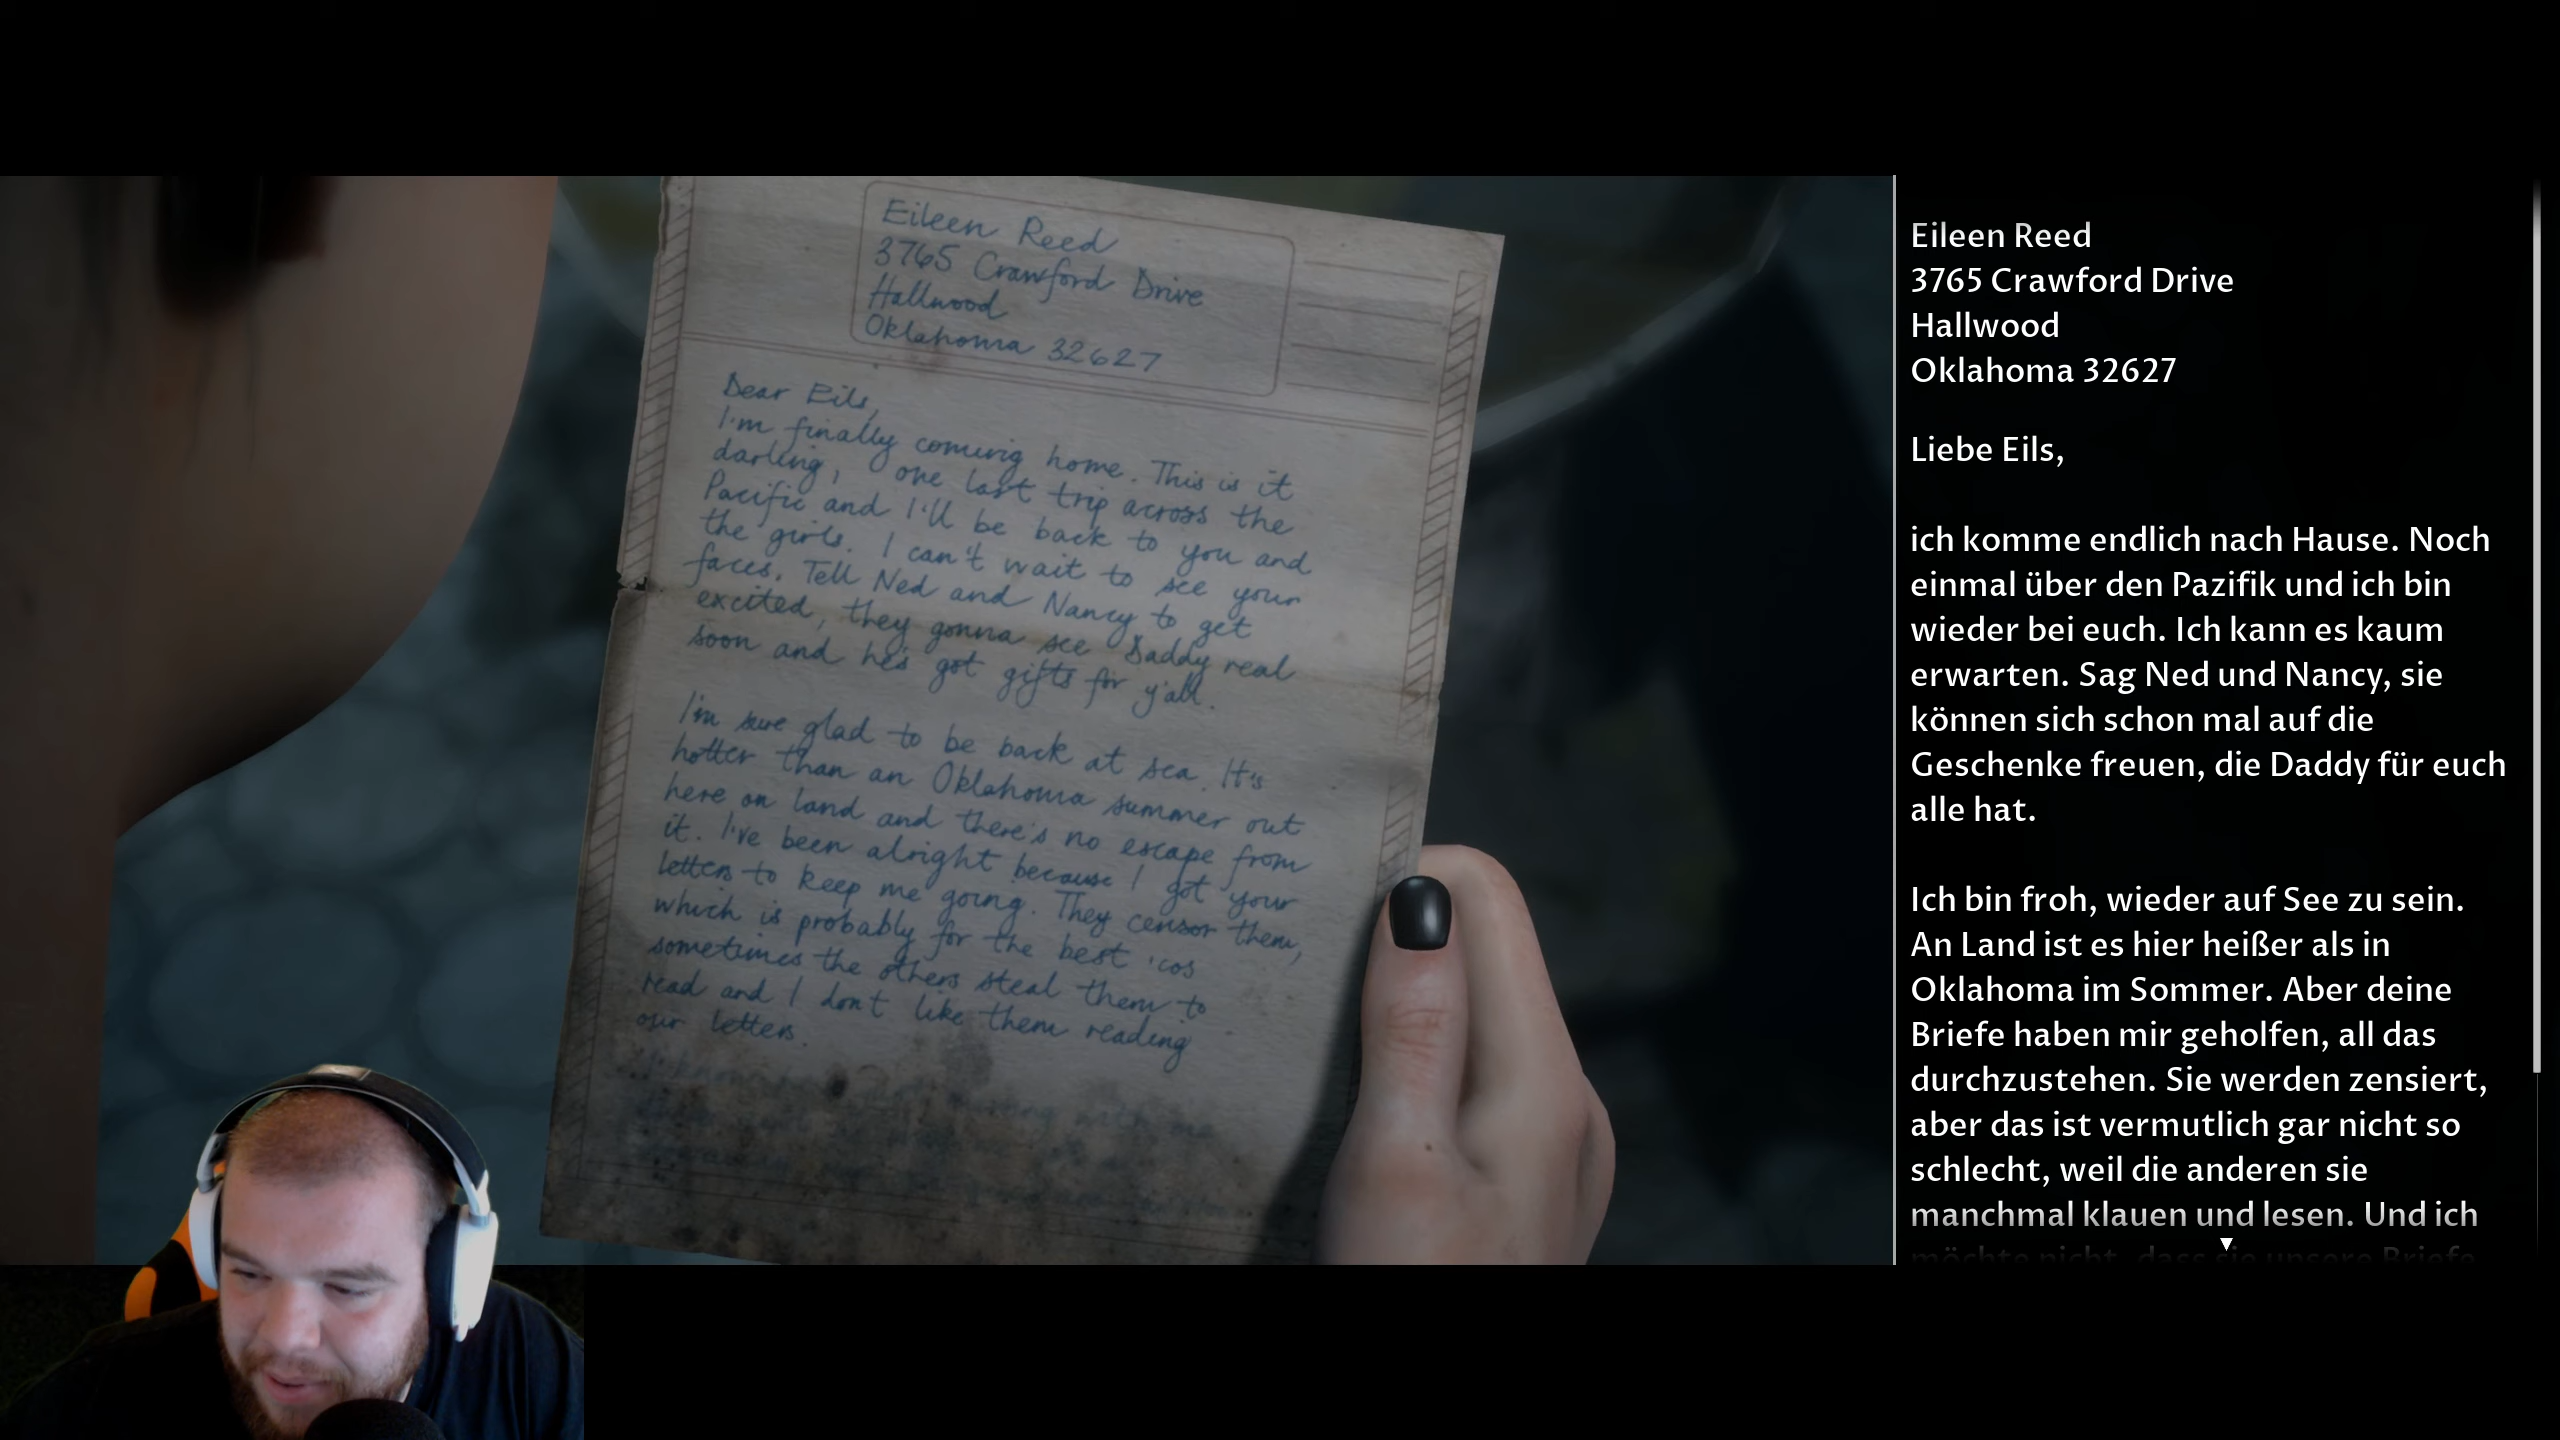 Eileen Reed
3765 Crawford Drive
Hallwood
Oklahoma 32627
Dear Eils,
I'm finally coming home. This is it
darling, one last trip across the
Pacific and I'll be back to you and
the girls. I can't wait to see your
faces. Tell Ned and Nancy to get
excited, they gonna see Daddy real
soon and he's got gifts for y'all.
I'm sure glad to be back at sea. It's
hotter than an Oklahoma summer out
here on land and there's no escape from
it. I've been alright because I got your
letters to keep me going. They censor them,
which is probably for the best 'cos
sometimes the others steal them to
read and I don't like them reading
our letters.
Eileen Reed
3765 Crawford Drive
Hallwood
Oklahoma 32627
Liebe Eils,
ich komme endlich nach Hause. Noch
einmal über den Pazifik und ich bin
wieder bei euch. Ich kann es kaum
erwarten. Sag Ned und Nancy, sie
können sich schon mal auf die
Geschenke freuen, die Daddy für euch
alle hat.
Ich bin froh, wieder auf See zu sein.
An Land ist es hier heißer als in
Oklahoma im Sommer. Aber deine
Briefe haben mir geholfen, all das
durchzustehen. Sie werden zensiert,
aber das ist vermutlich gar nicht so
schlecht, weil die anderen sie
manchmal klauen und lesen. Und ich
möchte nicht, dass sie unsere Briefe